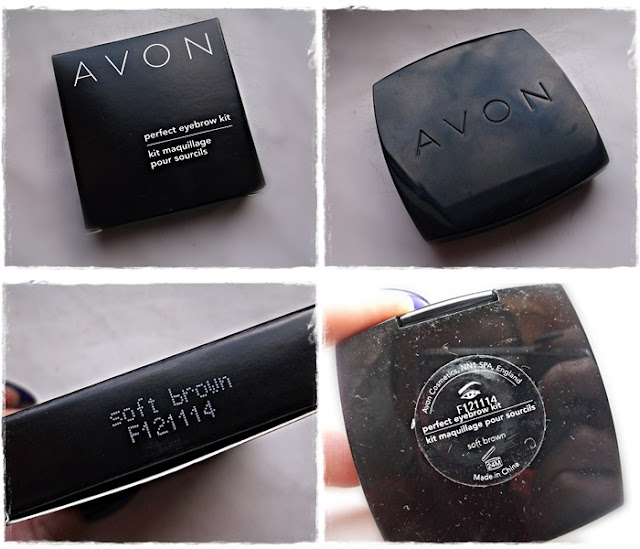 AVON
perfect eyebrow kit
kit maquillage
pour sourcils
AVON
soft brown
F121114
Avon Cosmetics, NN1 5PA, England
F121114
perfect eyebrow kit
kit maquillage pour sourcils
soft brown
24M
Made in China